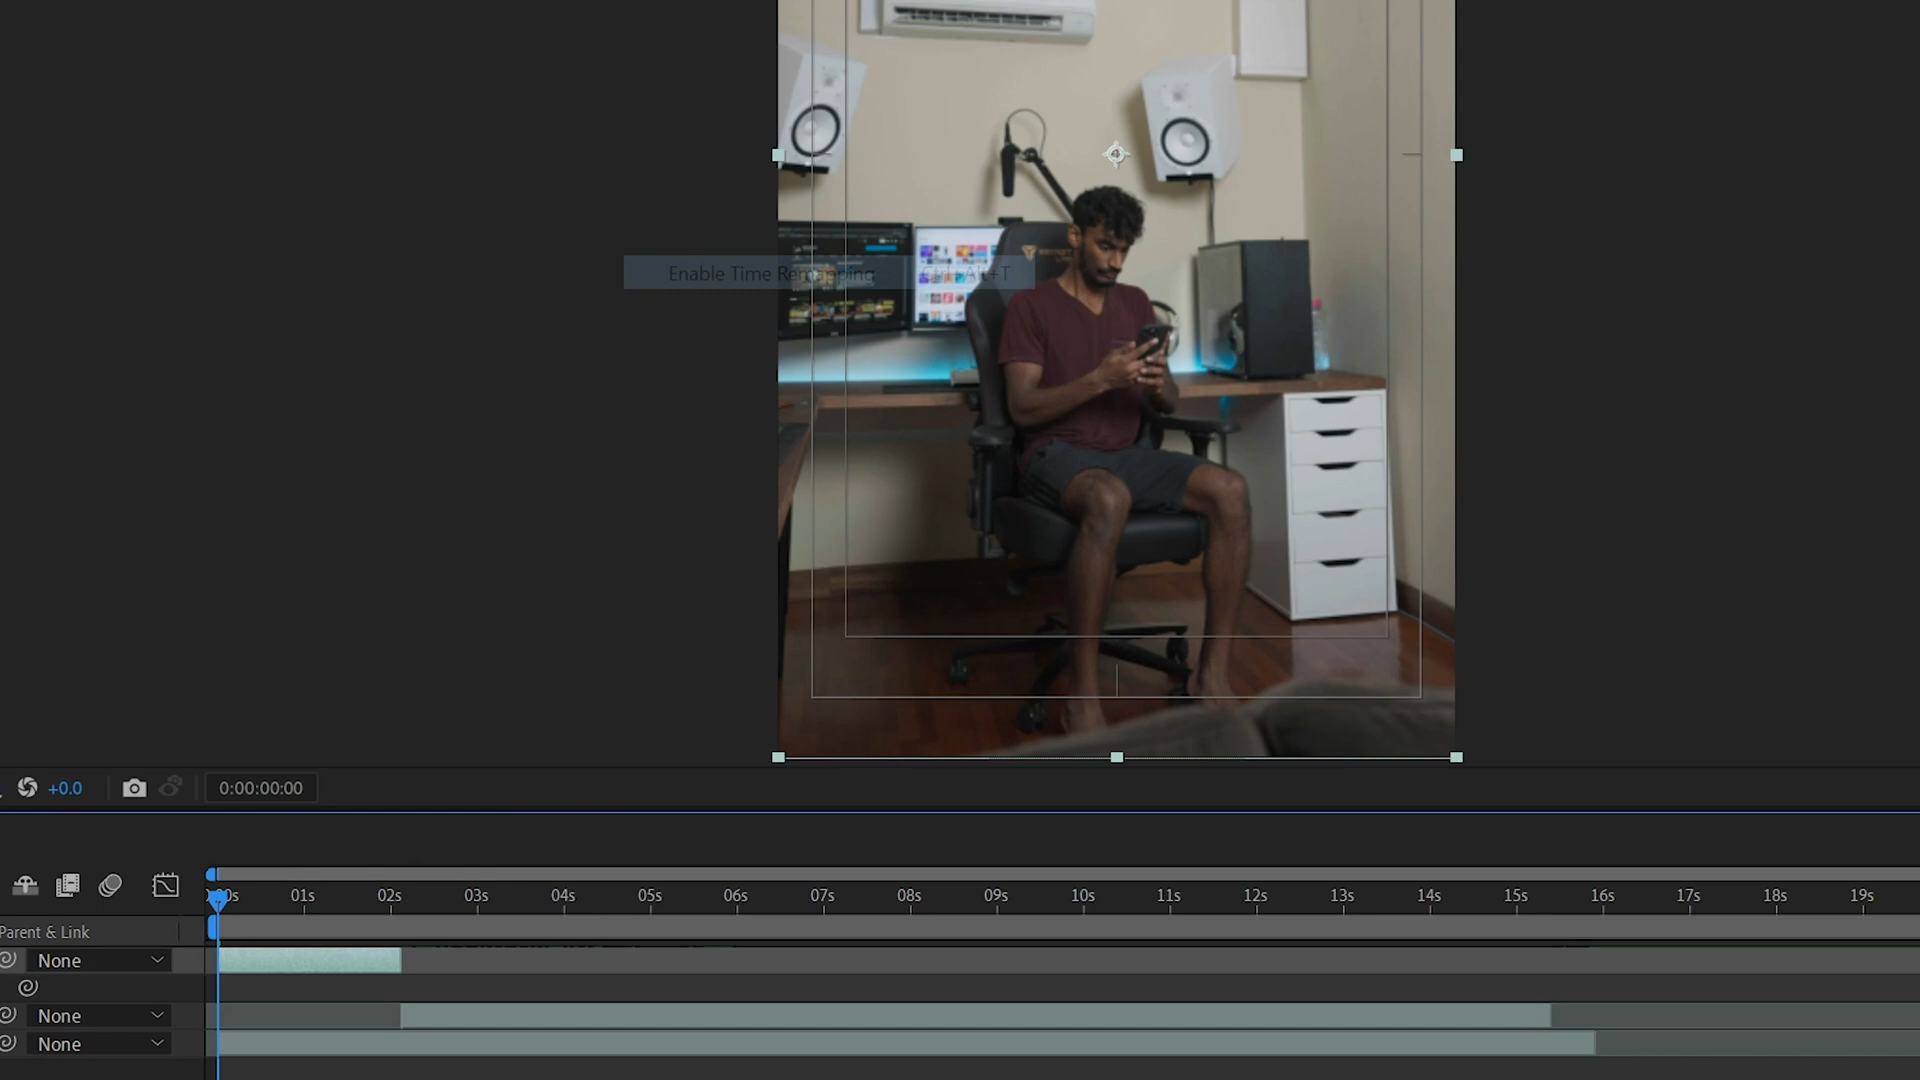 Enable Time Remapping Ctrl+Alt+T
+0.0 0:00:00:00
01s 02s 03s 04s 05s 06s 07s 08s 09s 10s 11s 12s 13s 14s 15s 16s 17s 18s 19s
Parent & Link
None
None
None